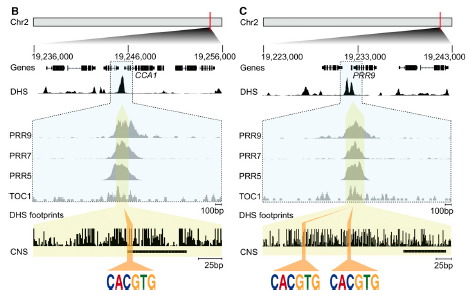 B
Chr2
19,236,000 19,246,000 19,256,000
Genes
CCA1
DHS
PRR9
PRR7
PRR5
TOC1
100bp
DHS footprints
CNS
25bp
CACGTG
C
Chr2
19,223,000 19,233,000 19,243,000
Genes
PRR9
DHS
PRR9
PRR7
PRR5
TOC1
100bp
DHS footprints
CNS
25bp
CACGTG CACGTG